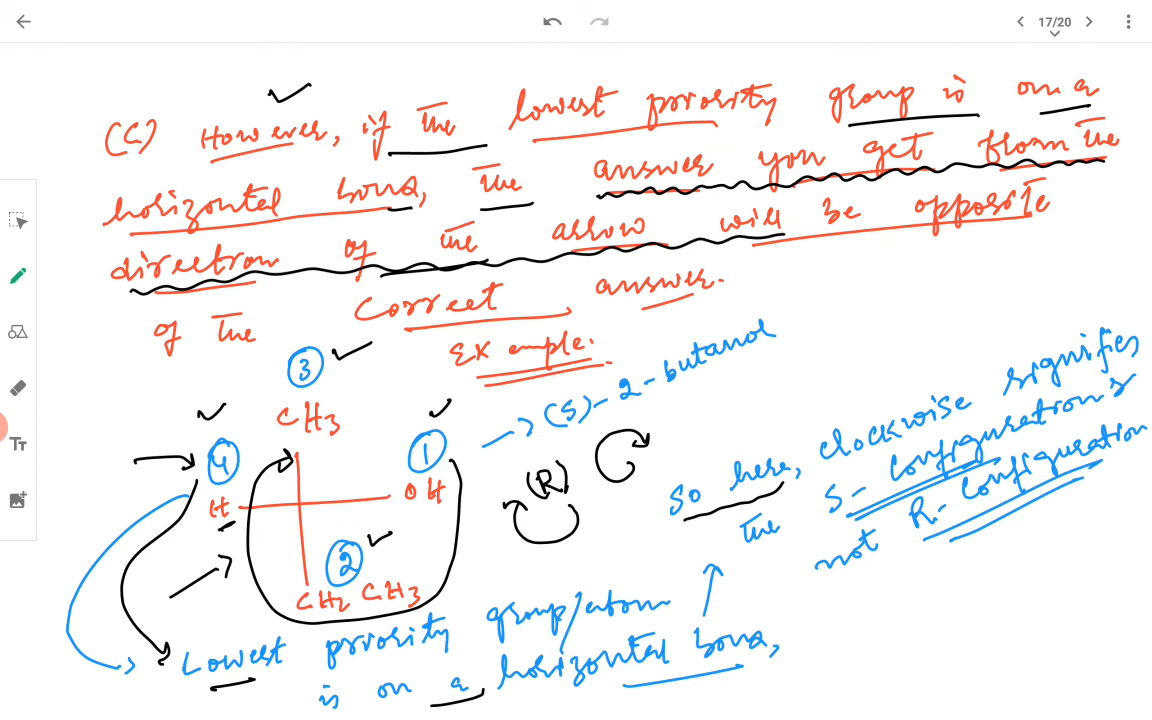 17/20
(C) However, if the lowest priority group is on a
horizontal bond, the answer you get from the
direction of the arrow will be opposite
of the correct answer.
Example.
③
CH3
④
①
→ (S)-2-butanol
H
OH
(R)
②
CH2 CH3
So here, clockwise signifies
the S-configuration &
not R-configuration
Lowest priority group/atom
is on a horizontal bond,
Tт